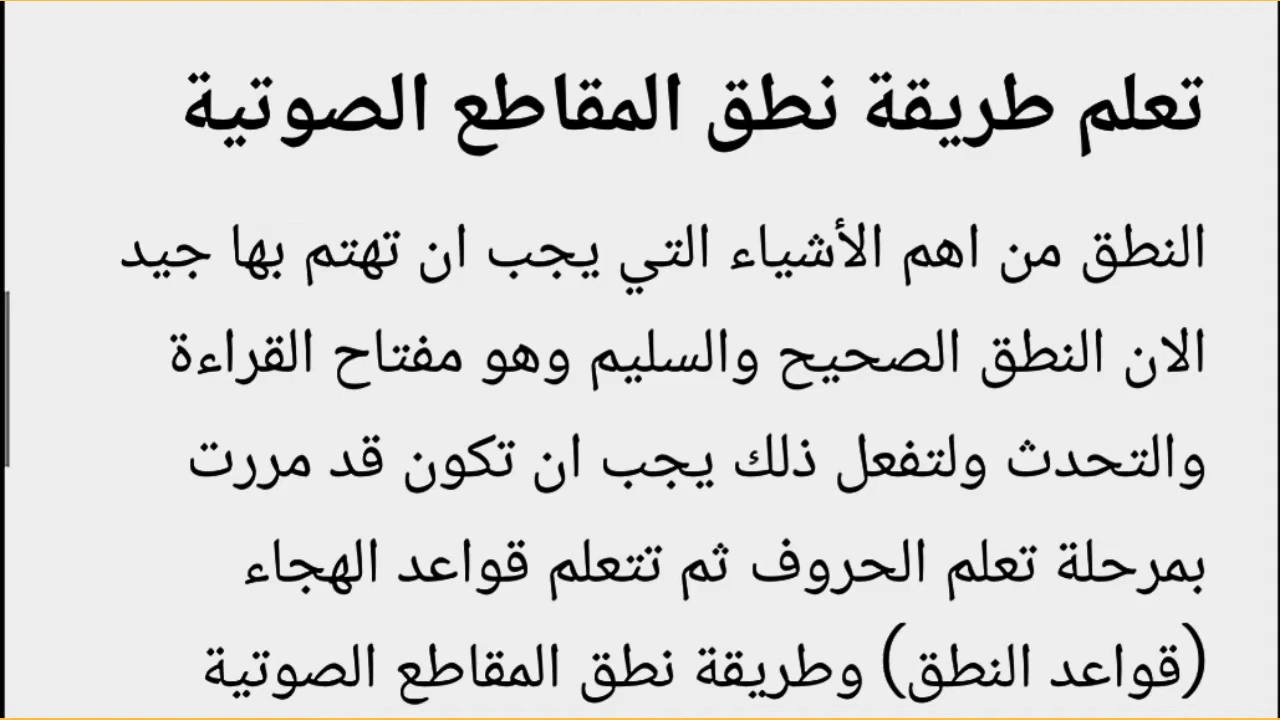 تعلم طريقة نطق المقاطع الصوتية
النطق من اهم الأشياء التي يجب ان تهتم بها جيد
الان النطق الصحيح والسليم وهو مفتاح القراءة
والتحدث ولتفعل ذلك يجب ان تكون قد مررت
بمرحلة تعلم الحروف ثم تتعلم قواعد الهجاء
(قواعد النطق) وطريقة نطق المقاطع الصوتية